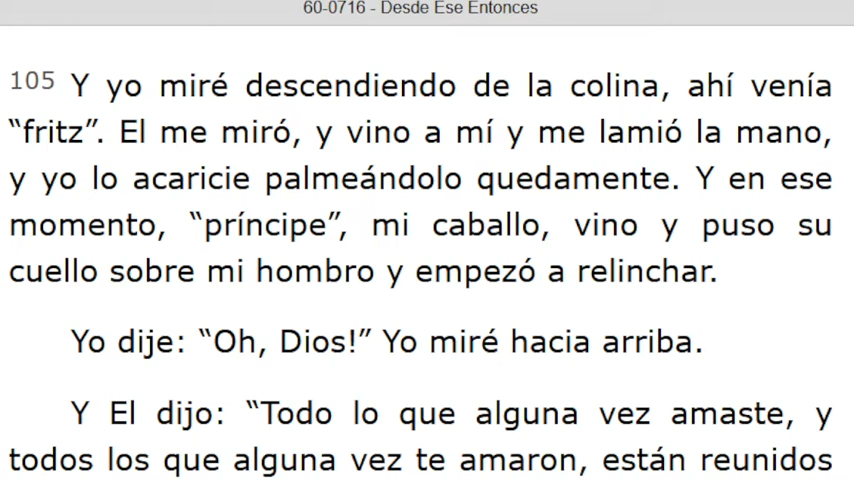 60-0716 - Desde Ese Entonces
105 Y yo miré descendiendo de la colina, ahí venía
“fritz”. El me miró, y vino a mí y me lamió la mano,
y yo lo acaricie palmeándolo quedamente. Y en ese
momento, “príncipe”, mi caballo, vino y puso su
cuello sobre mi hombro y empezó a relinchar.
Yo dije: “Oh, Dios!” Yo miré hacia arriba.
Y El dijo: “Todo lo que alguna vez amaste, y
todos los que alguna vez te amaron, están reunidos